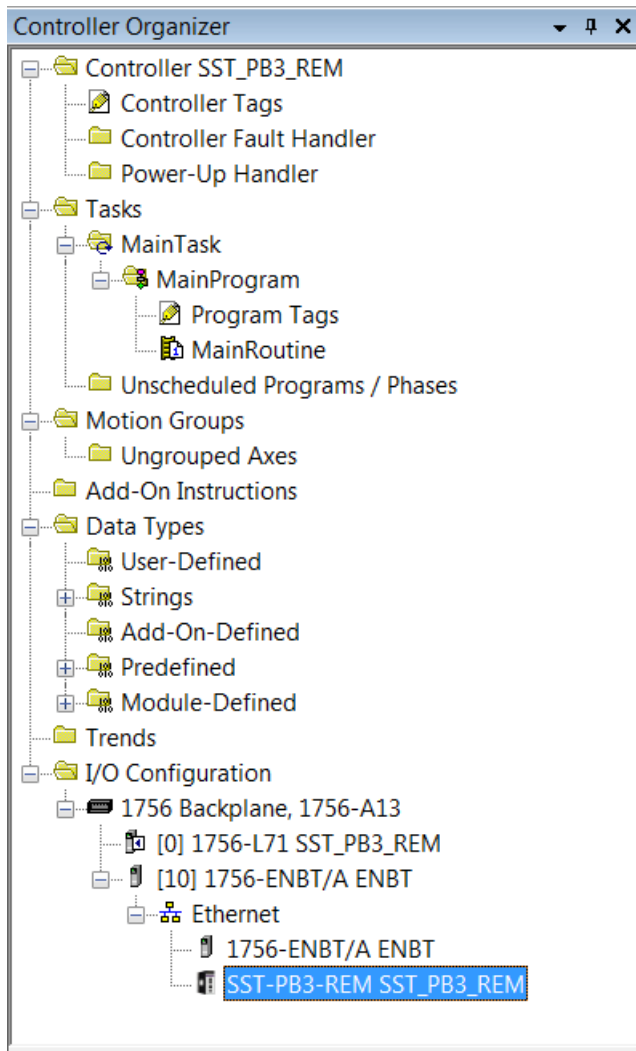 Controller Organizer
Controller SST_PB3_REM
Controller Tags
Controller Fault Handler
Power-Up Handler
Tasks
MainTask
MainProgram
Program Tags
MainRoutine
Unscheduled Programs / Phases
Motion Groups
Ungrouped Axes
Add-On Instructions
Data Types
User-Defined
Strings
Add-On-Defined
Predefined
Module-Defined
Trends
I/O Configuration
1756 Backplane, 1756-A13
[0] 1756-L71 SST_PB3_REM
[10] 1756-ENBT/A ENBT
Ethernet
1756-ENBT/A ENBT
SST-PB3-REM SST_PB3_REM